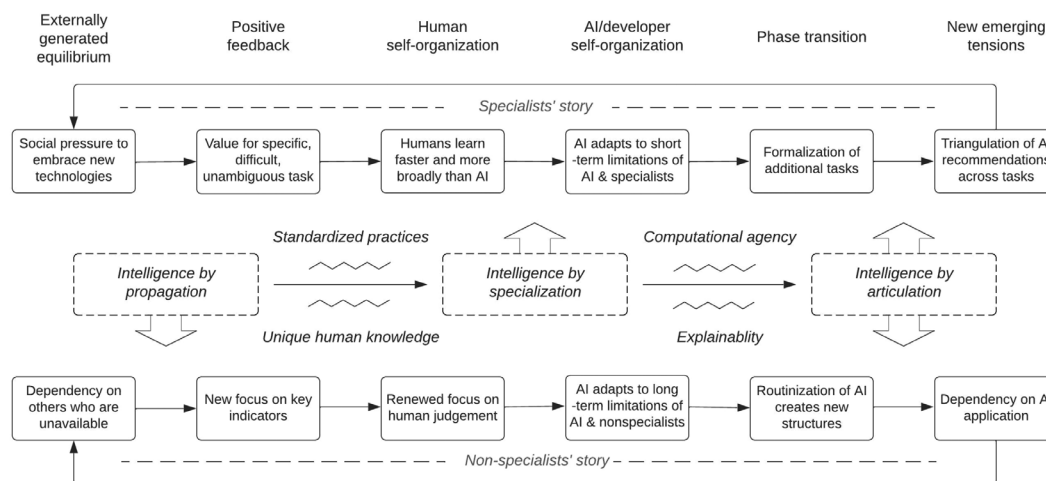 Externally
generated
equilibrium
Positive
feedback
Human
self-organization
AI/developer
self-organization
Phase transition
New emerging
tensions
Specialists' story
Social pressure to
embrace new
technologies
Value for specific,
difficult,
unambiguous task
Humans learn
faster and more
broadly than AI
AI adapts to short
-term limitations of
AI & specialists
Formalization of
additional tasks
Triangulation of A
recommendations
across tasks
Standardized practices
Computational agency
Intelligence by
propagation
Intelligence by
specialization
Intelligence by
articulation
Unique human knowledge
Explainablity
Dependency on
others who are
unavailable
New focus on key
indicators
Renewed focus on
human judgement
AI adapts to long
-term limitations of
AI & nonspecialists
Routinization of AI
creates new
structures
Dependency on A
application
Non-specialists' story